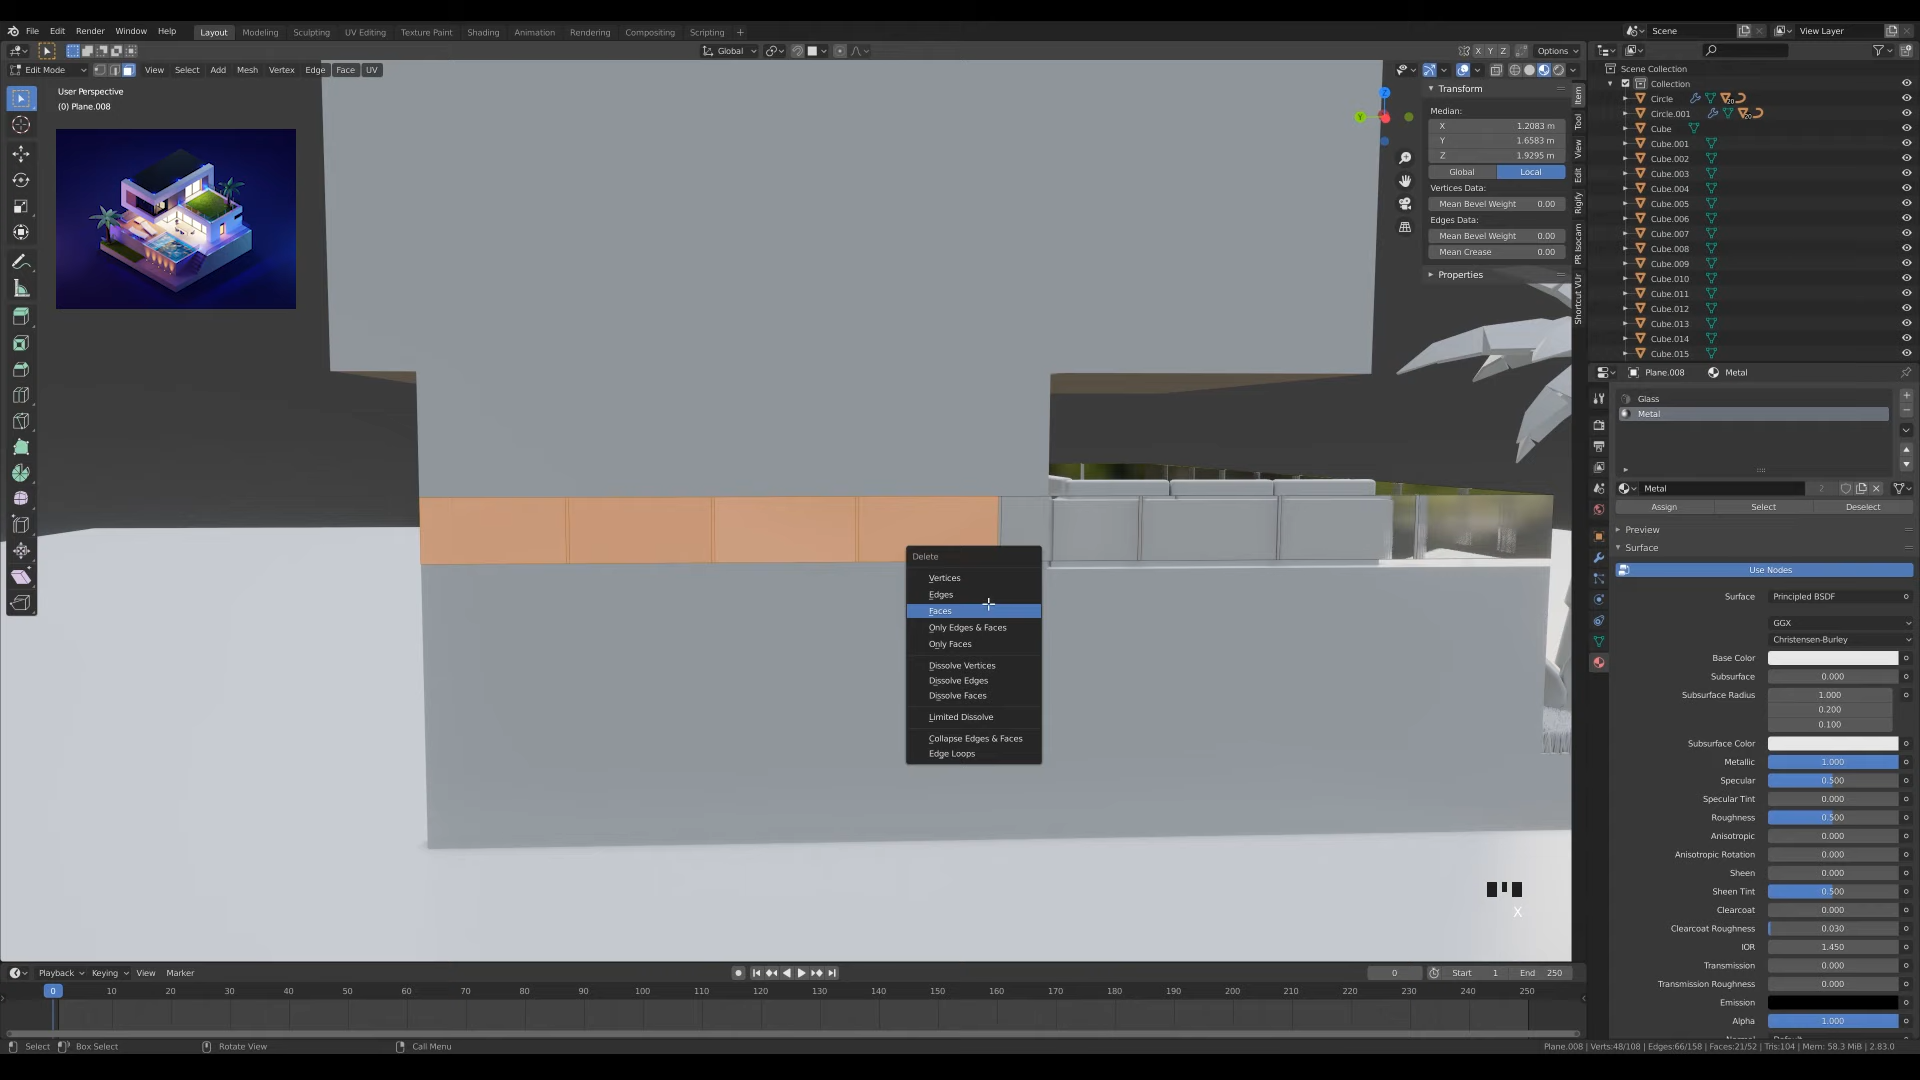 File Edit Render Window Help Layout Modeling Sculpting UV Editing Texture Paint Shading Animation Rendering Compositing Scripting + Scene View Layer
Global Options
X Y Z
Edit Mode View Select Add Mesh Vertex Edge Face UV
User Perspective
(0) Plane.008
Transform
Median:
X 1.2083 m
Y 1.6583 m
Z 1.9295 m
Global Local
Vertices Data:
Mean Bevel Weight 0.00
Edges Data:
Mean Bevel Weight 0.00
Mean Crease 0.00
Properties
Item
Tool
View
Edit
Rigify
PR Isocam
Shortcut VUr
Scene Collection
Collection
Circle
Circle.001
Cube
Cube.001
Cube.002
Cube.003
Cube.004
Cube.005
Cube.006
Cube.007
Cube.008
Cube.009
Cube.010
Cube.011
Cube.012
Cube.013
Cube.014
Cube.015
Plane.008 Metal
Glass
Metal
Metal 2
Assign Select Deselect
Preview
Surface
Use Nodes
Surface Principled BSDF
GGX
Christensen-Burley
Base Color
Subsurface 0.000
Subsurface Radius 1.000
0.200
0.100
Subsurface Color
Metallic 1.000
Specular 0.500
Specular Tint 0.000
Roughness 0.500
Anisotropic 0.000
Anisotropic Rotation 0.000
Sheen 0.000
Sheen Tint 0.500
Clearcoat 0.000
Clearcoat Roughness 0.030
IOR 1.450
Transmission 0.000
Transmission Roughness 0.000
Emission
Alpha 1.000
Delete
Vertices
Edges
Faces
Only Edges & Faces
Only Faces
Dissolve Vertices
Dissolve Edges
Dissolve Faces
Limited Dissolve
Collapse Edges & Faces
Edge Loops
X
Playback Keying View Marker 0 Start 1 End 250
0 10 20 30 40 50 60 70 80 90 100 110 120 130 140 150 160 170 180 190 200 210 220 230 240 250
Select Box Select Rotate View Call Menu
Plane.008 | Verts:48/108 | Edges:66/158 | Faces:21/52 | Tris:104 | Mem: 58.3 MiB | 2.83.0